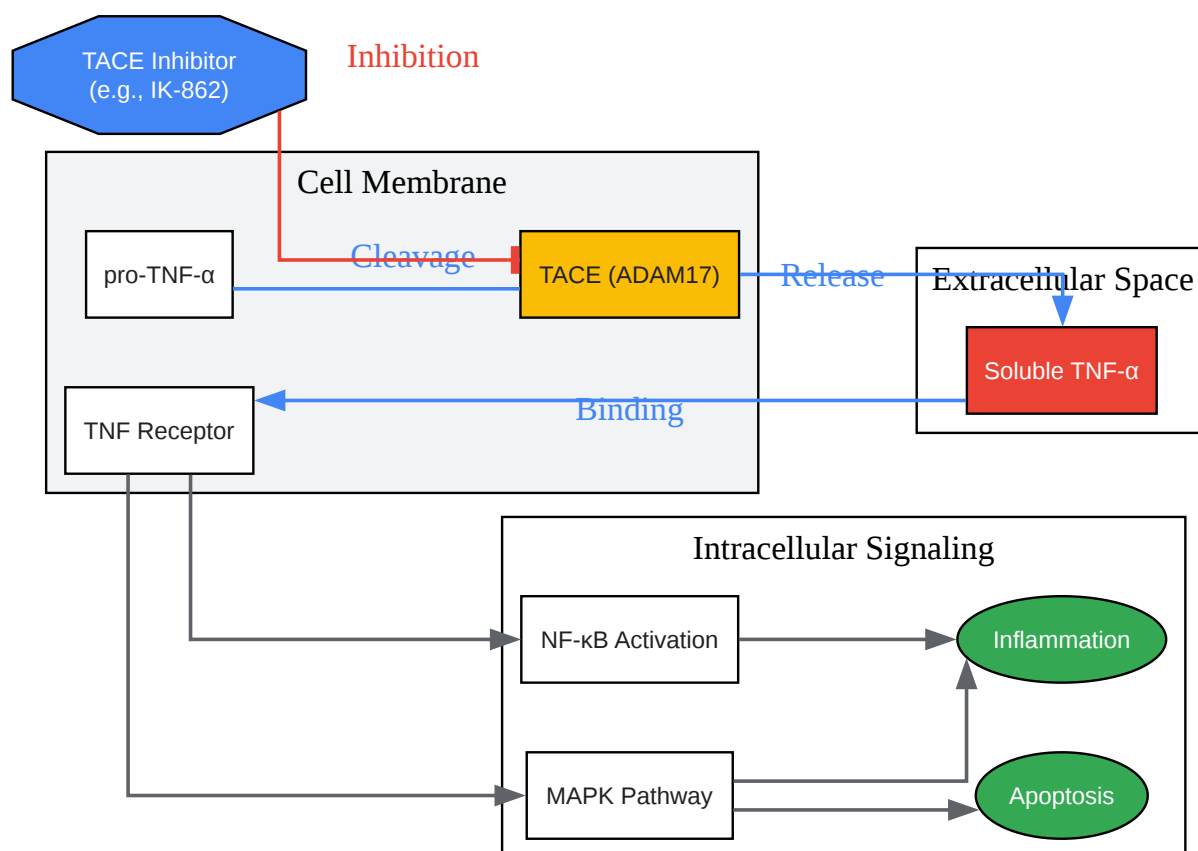 TACE Inhibitor
(e.g., IK-862)
Inhibition
Cell Membrane
pro-TNF-α
Cleavage
TACE (ADAM17)
Release
Extracellular Space
Soluble TNF-α
Binding
TNF Receptor
Intracellular Signaling
NF-κB Activation
Inflammation
MAPK Pathway
Apoptosis